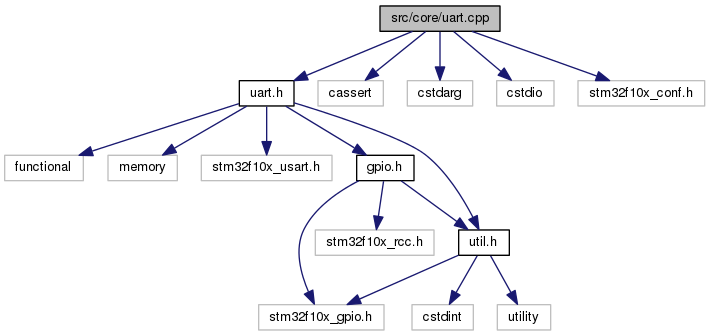 src/core/uart.cpp
uart.h
cassert
cstdarg
cstdio
stm32f10x_conf.h
functional
memory
stm32f10x_usart.h
gpio.h
stm32f10x_rcc.h
util.h
stm32f10x_gpio.h
cstdint
utility